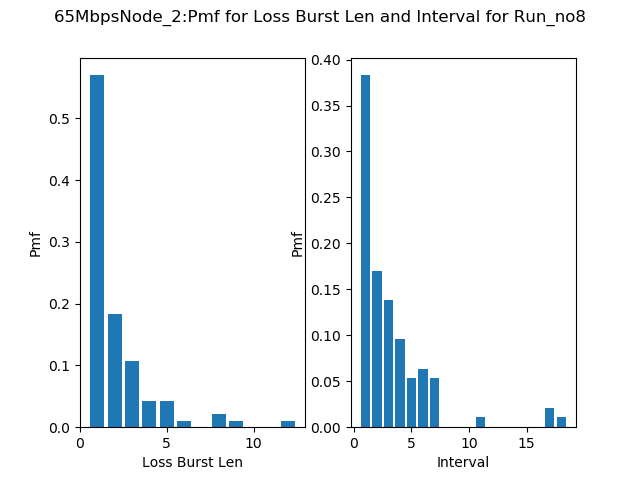 65MbpsNode_2:Pmf for Loss Burst Len and Interval for Run_no8
Pmf
0.5
0.4
0.3
0.2
0.1
0.0
0 5 10
Loss Burst Len
Pmf
0.40
0.35
0.30
0.25
0.20
0.15
0.10
0.05
0.00
0 5 10 15
Interval